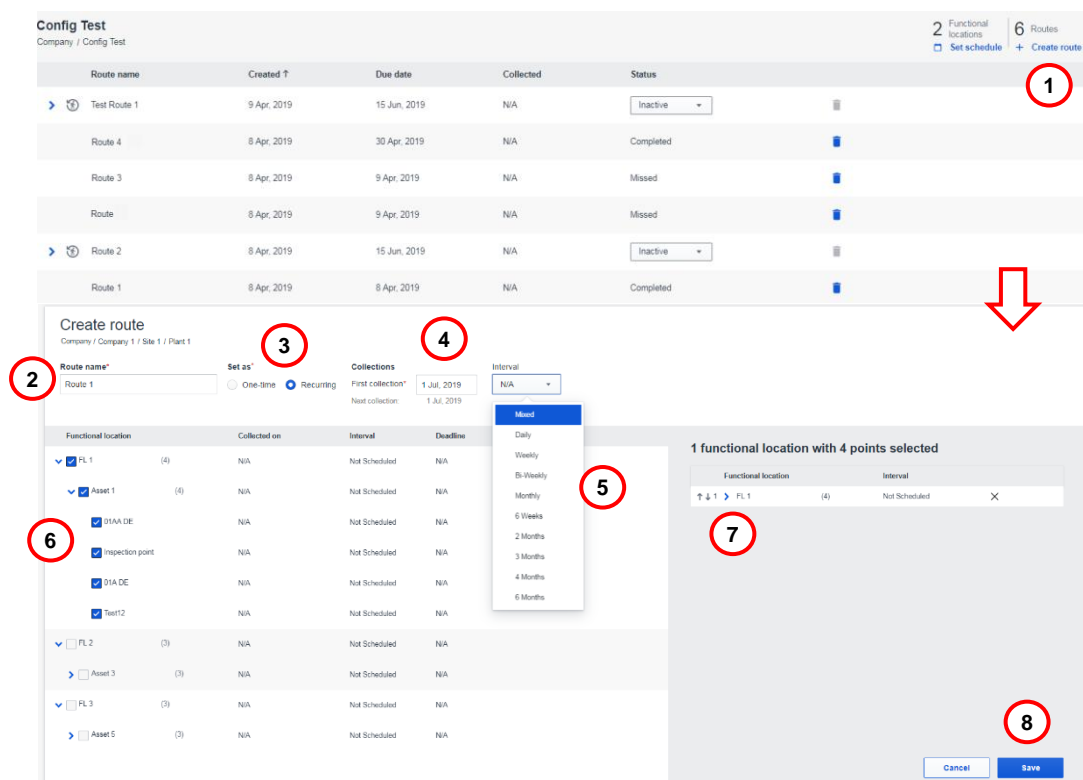 Config Test
Company / Config Test
2 Functional locations
Set schedule
6 Routes
+ Create route
1
Route name Created ↑ Due date Collected Status
Test Route 1 9 Apr, 2019 15 Jun, 2019 N/A Inactive
Route 4 8 Apr, 2019 30 Apr, 2019 N/A Completed
Route 3 8 Apr, 2019 9 Apr, 2019 N/A Missed
Route 8 Apr, 2019 9 Apr, 2019 N/A Missed
Route 2 8 Apr, 2019 15 Jun, 2019 N/A Inactive
Route 1 8 Apr, 2019 8 Apr, 2019 N/A Completed
Create route
Company / Company 1 / Site 1 / Plant 1
2
3
4
Route name* Set as* Collections Interval
Route 1 One-time Recurring First collection* 1 Jul, 2019 N/A
Next collection: 1 Jul, 2019
Mixed
Daily
Weekly
Bi-Weekly
Monthly
6 Weeks
2 Months
3 Months
4 Months
6 Months
5
Functional location Collected on Interval Deadline
FL 1 (4) N/A Not Scheduled N/A
Asset 1 (4) N/A Not Scheduled N/A
01AA DE N/A Not Scheduled N/A
6
Inspection point N/A Not Scheduled N/A
01A DE N/A Not Scheduled N/A
Test12 N/A Not Scheduled N/A
FL 2 (3) N/A Not Scheduled N/A
Asset 3 (3) N/A Not Scheduled N/A
FL 3 (3) N/A Not Scheduled N/A
Asset 5 (3) N/A Not Scheduled N/A
1 functional location with 4 points selected
Functional location Interval
↑↓ 1 FL 1 (4) Not Scheduled X
7
8
Cancel Save